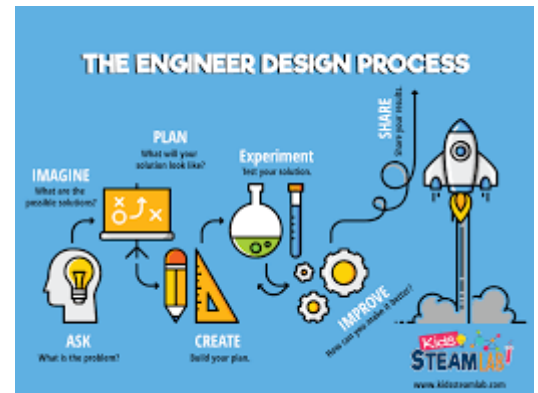 THE ENGINEER DESIGN PROCESS
ASK
What is the problem?
IMAGINE
What are the
possible solutions?
PLAN
What will your
solution look like?
CREATE
Build your plan.
Experiment
Test your solution.
IMPROVE
How can you make it better?
SHARE
Share your results.
Kids
STEAMLAB
www.kidssteamlab.com